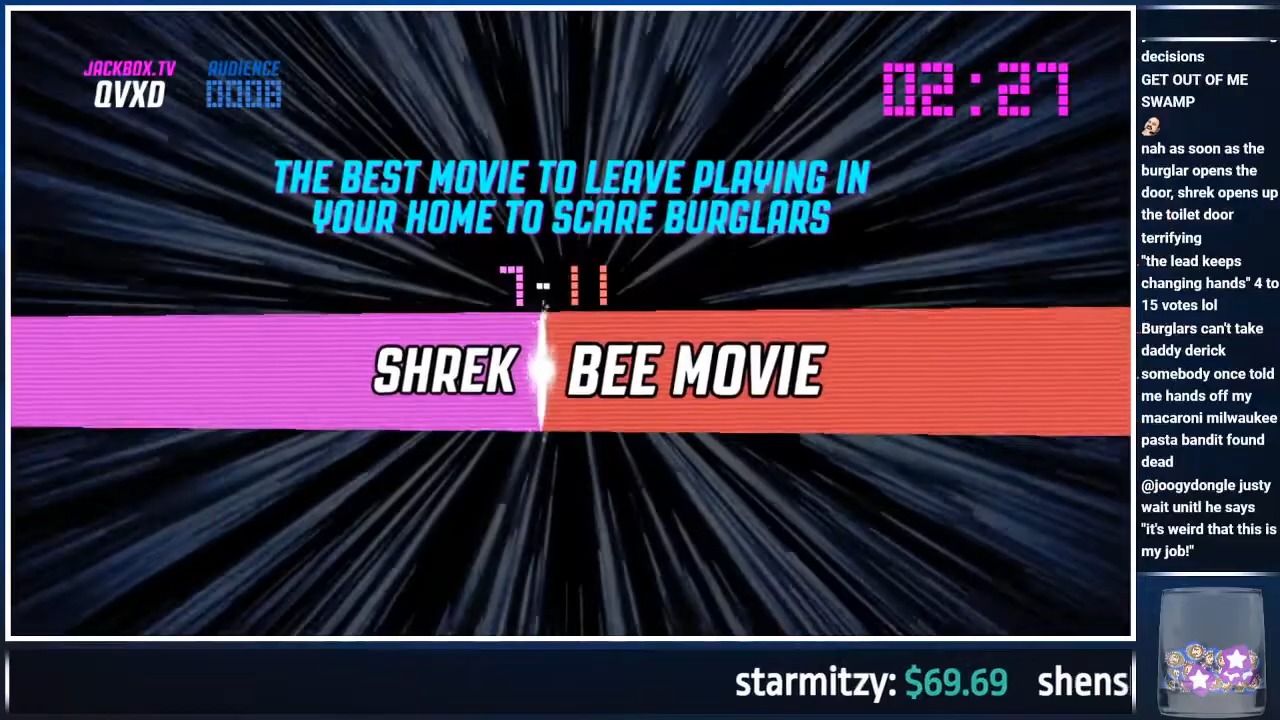 JACKBOX.TV
QVXD
AUDIENCE
0008
02:27
THE BEST MOVIE TO LEAVE PLAYING IN
YOUR HOME TO SCARE BURGLARS
7-11
SHREK
BEE MOVIE
decisions
GET OUT OF ME
SWAMP
nah as soon as the
burglar opens the
door, shrek opens up
the toilet door
terrifying
"the lead keeps
changing hands" 4 to
15 votes lol
Burglars can't take
daddy derick
somebody once told
me hands off my
macaroni milwaukee
pasta bandit found
dead
@joogydongle justy
wait unitl he says
"it's weird that this is
my job!"
starmitzy: $69.69 shens